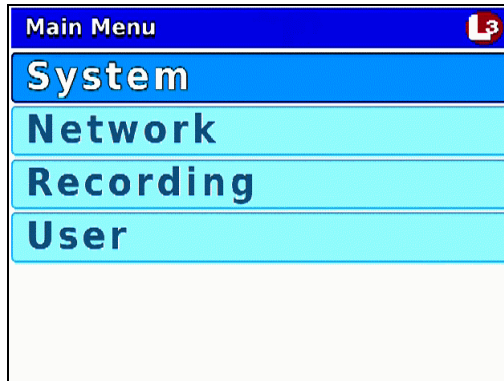 Main Menu
L3
System
Network
Recording
User